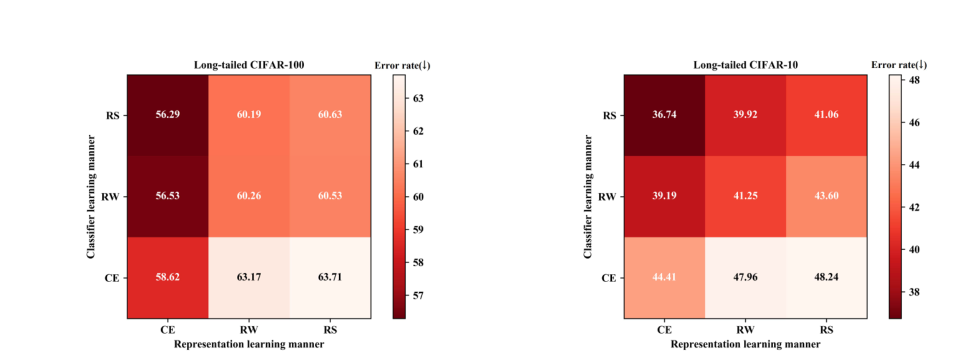 Long-tailed CIFAR-100
Error rate(↓)
RS
56.29
60.19
60.63
RW
56.53
60.26
60.53
CE
58.62
63.17
63.71
CE
RW
RS
Representation learning manner
Classifier learning manner
63
62
61
60
59
58
57
Long-tailed CIFAR-10
Error rate(↓)
RS
36.74
39.92
41.06
RW
39.19
41.25
43.60
CE
44.41
47.96
48.24
CE
RW
RS
Representation learning manner
Classifier learning manner
48
46
44
42
40
38